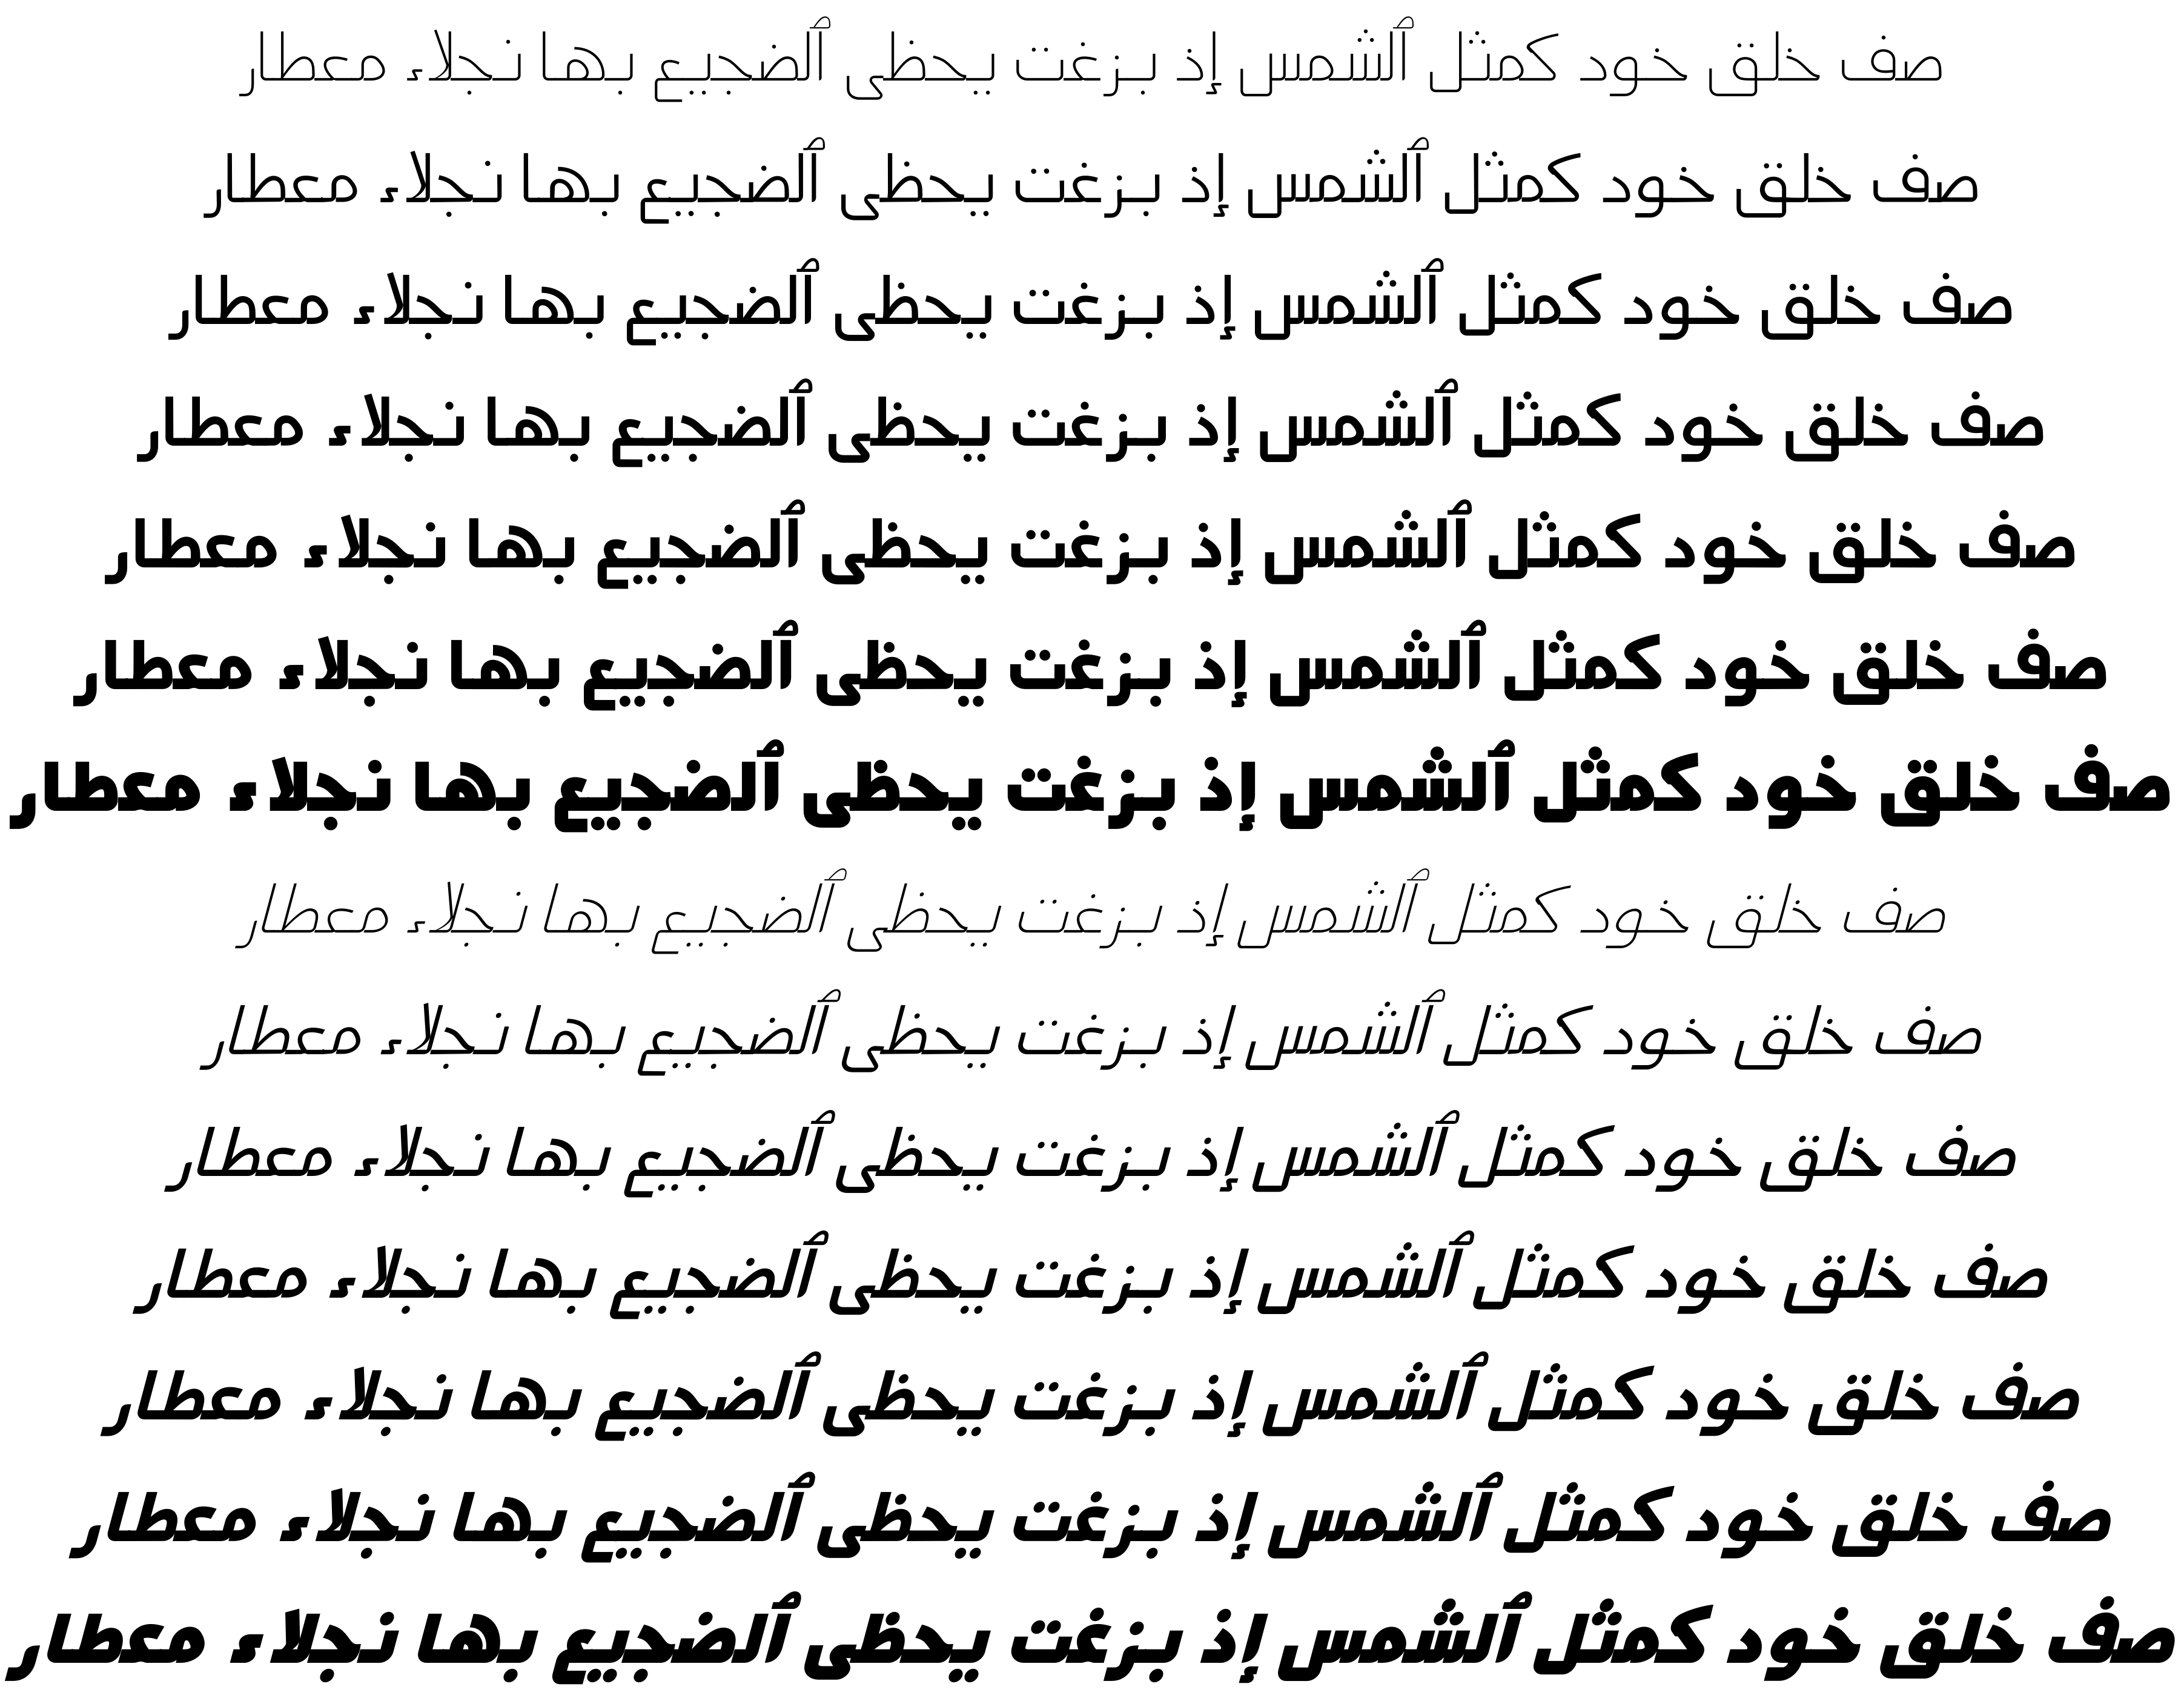 صف خلق خود كمثل ٱلشمس إذ بزغت يحظى ٱلضجيع بها نجلاء معطار
صف خلق خود كمثل ٱلشمس إذ بزغت يحظى ٱلضجيع بها نجلاء معطار
صف خلق خود كمثل ٱلشمس إذ بزغت يحظى ٱلضجيع بها نجلاء معطار
صف خلق خود كمثل ٱلشمس إذ بزغت يحظى ٱلضجيع بها نجلاء معطار
صف خلق خود كمثل ٱلشمس إذ بزغت يحظى ٱلضجيع بها نجلاء معطار
صف خلق خود كمثل ٱلشمس إذ بزغت يحظى ٱلضجيع بها نجلاء معطار
صف خلق خود كمثل ٱلشمس إذ بزغت يحظى ٱلضجيع بها نجلاء معطار
صف خلق خود كمثل ٱلشمس إذ بزغت يحظى ٱلضجيع بها نجلاء معطار
صف خلق خود كمثل ٱلشمس إذ بزغت يحظى ٱلضجيع بها نجلاء معطار
صف خلق خود كمثل ٱلشمس إذ بزغت يحظى ٱلضجيع بها نجلاء معطار
صف خلق خود كمثل ٱلشمس إذ بزغت يحظى ٱلضجيع بها نجلاء معطار
صف خلق خود كمثل ٱلشمس إذ بزغت يحظى ٱلضجيع بها نجلاء معطار
صف خلق خود كمثل ٱلشمس إذ بزغت يحظى ٱلضجيع بها نجلاء معطار
صف خلق خود كمثل ٱلشمس إذ بزغت يحظى ٱلضجيع بها نجلاء معطار